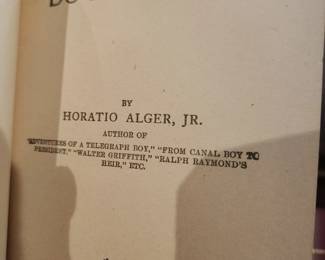 BY
HORATIO ALGER, JR.
AUTHOR OF
"ADVENTURES OF A TELEGRAPH BOY," "FROM CANAL BOY TO
PRESIDENT," "WALTER GRIFFITH," "RALPH RAYMOND'S
HEIR," ETC.